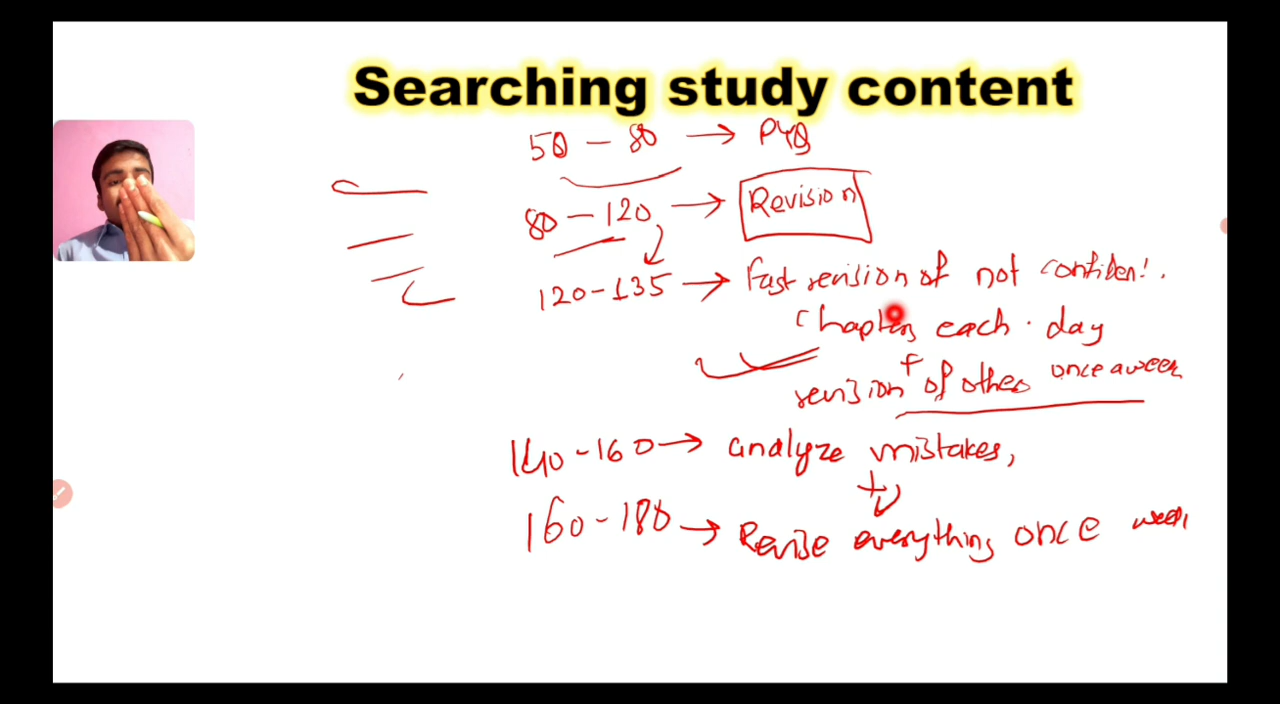 Searching study content
50 - 80 → PYQ
80 - 120 → Revision
120 - 135 → Fast revision of not confident.
Chapters each day
+
revision of other once a week
140 - 160 → analyze mistakes,
+
160 - 180 → Revise everything once week